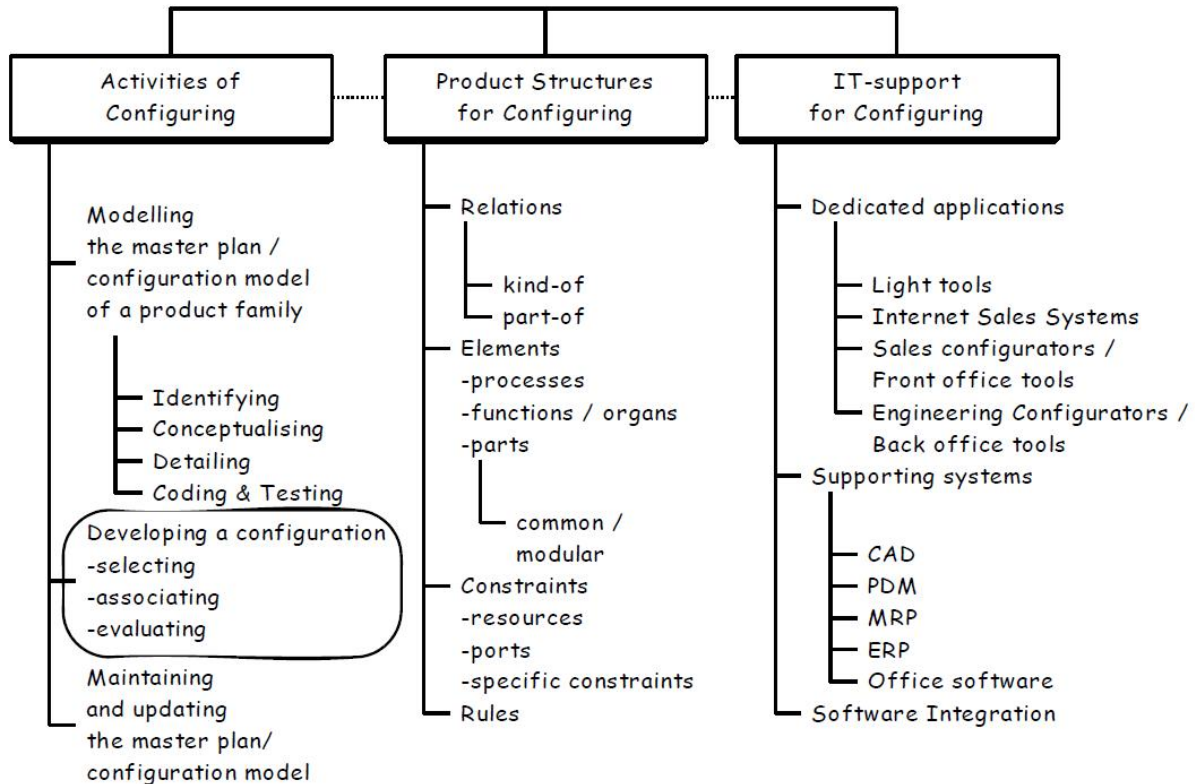 Activities of
Configuring
Modelling
the master plan /
configuration model
of a product family
Identifying
Conceptualising
Detailing
Coding & Testing
Developing a configuration
-selecting
-associating
-evaluating
Maintaining
and updating
the master plan/
configuration model
Product Structures
for Configuring
Relations
kind-of
part-of
Elements
-processes
-functions / organs
-parts
common /
modular
Constraints
-resources
-ports
-specific constraints
Rules
IT-support
for Configuring
Dedicated applications
Light tools
Internet Sales Systems
Sales configurators /
Front office tools
Engineering Configurators /
Back office tools
Supporting systems
CAD
PDM
MRP
ERP
Office software
Software Integration